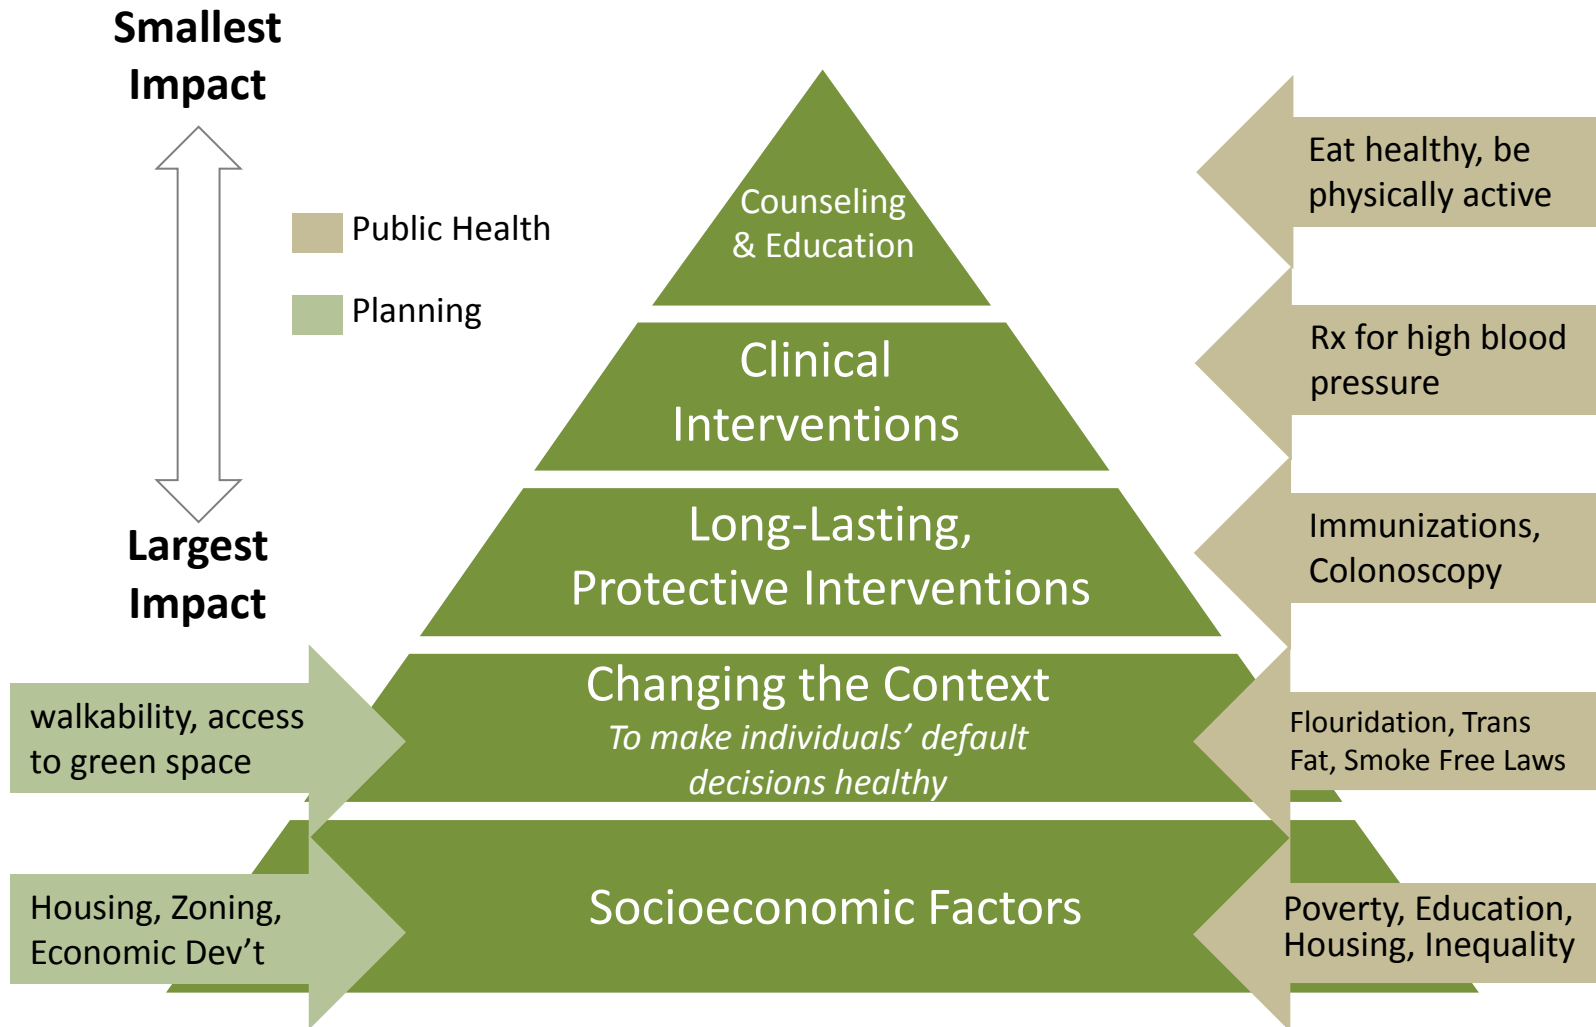 Smallest
Impact
Largest
Impact
Public Health
Planning
Counseling
& Education
Clinical
Interventions
Long-Lasting,
Protective Interventions
Changing the Context
To make individuals’ default
decisions healthy
Socioeconomic Factors
Eat healthy, be
physically active
Rx for high blood
pressure
Immunizations,
Colonoscopy
Flouridation, Trans
Fat, Smoke Free Laws
Poverty, Education,
Housing, Inequality
walkability, access
to green space
Housing, Zoning,
Economic Dev’t